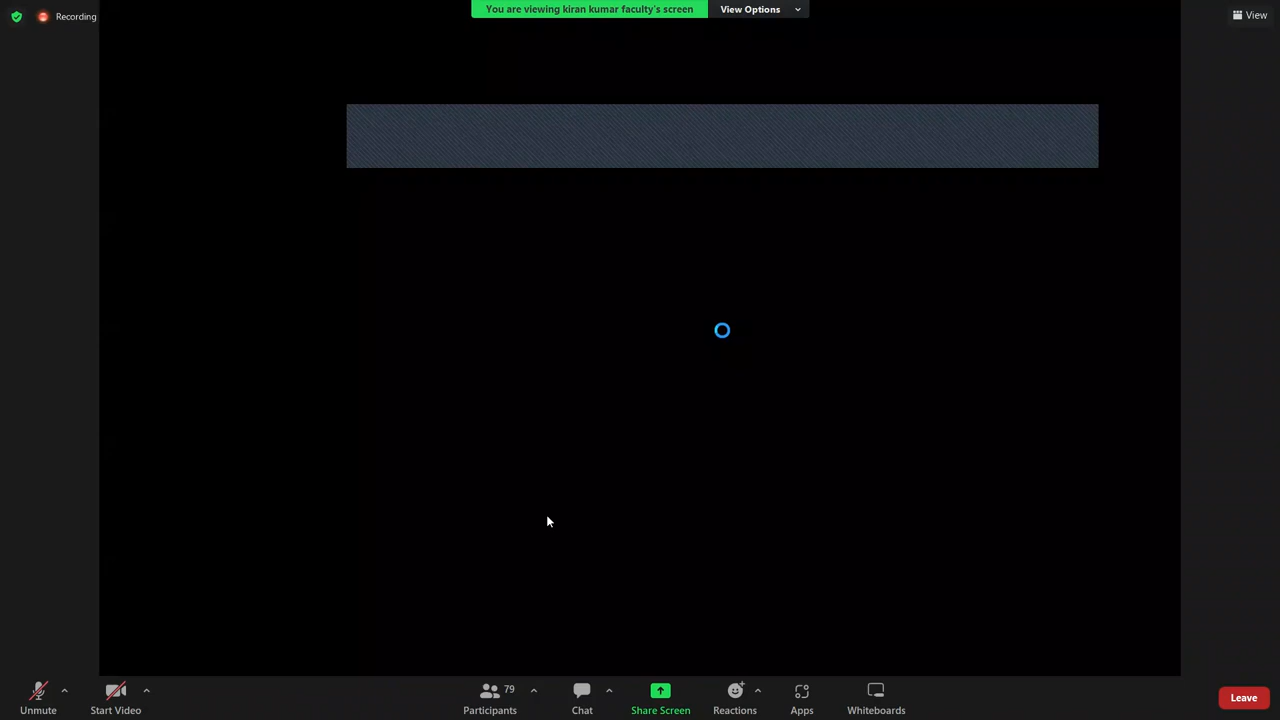 Recording
You are viewing kiran kumar faculty's screen
View Options
View
Unmute
Start Video
79
Participants
Chat
Share Screen
Reactions
Apps
Whiteboards
Leave